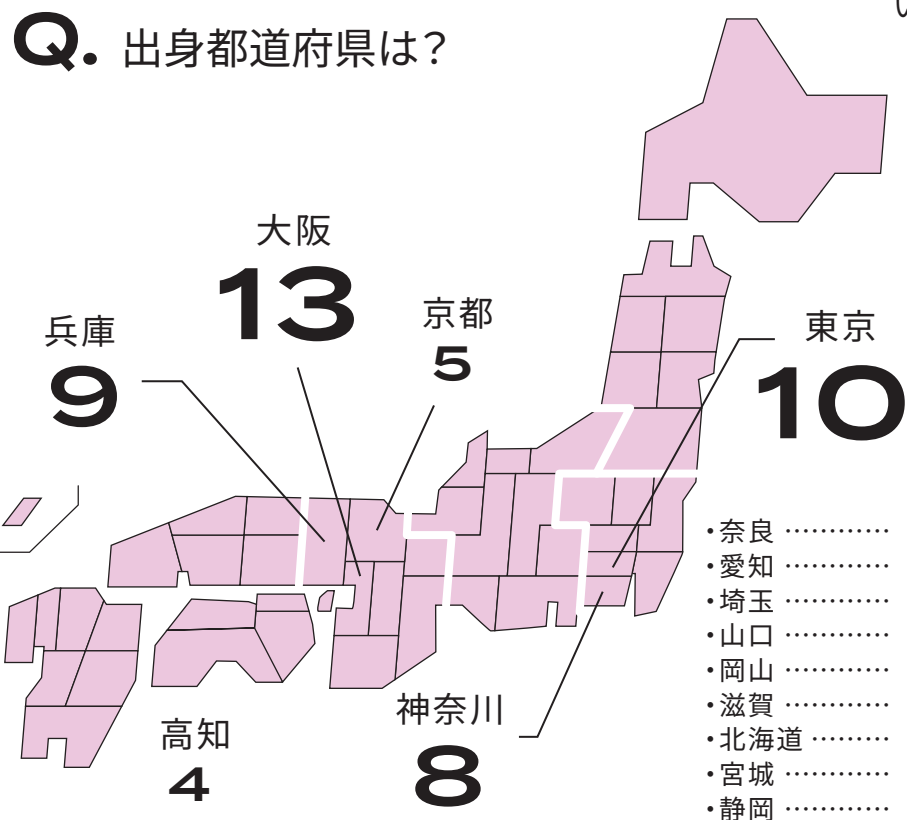 Q. 出身都道府県は?
大阪
13
京都
5
兵庫
9
東京
10
高知
4
神奈川
8
・奈良 …………
・愛知 …………
・埼玉 …………
・山口 …………
・岡山 …………
・滋賀 …………
・北海道 ………
・宮城 …………
・静岡 …………